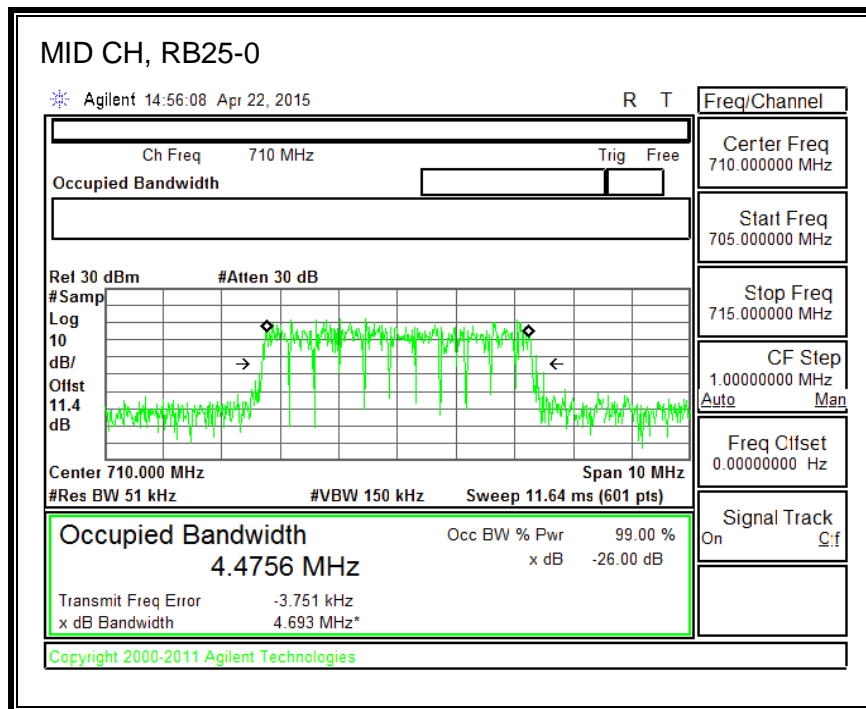 MID CH, RB25-0
Agilent 14:56:08 Apr 22, 2015 R T
Freq/Channel
Ch Freq 710 MHz Trig Free
Occupied Bandwidth
Center Freq
710.000000 MHz
Start Freq
705.000000 MHz
Stop Freq
715.000000 MHz
CF Step
1.00000000 MHz
Auto Man
Freq Offset
0.00000000 Hz
Signal Track
On Off
Ref 30 dBm #Atten 30 dB
#Samp
Log
10
dB/
Offst
11.4
dB
Center 710.000 MHz Span 10 MHz
#Res BW 51 kHz #VBW 150 kHz Sweep 11.64 ms (601 pts)
Occupied Bandwidth
4.4756 MHz
Occ BW % Pwr 99.00 %
x dB -26.00 dB
Transmit Freq Error -3.751 kHz
x dB Bandwidth 4.693 MHz*
Copyright 2000-2011 Agilent Technologies